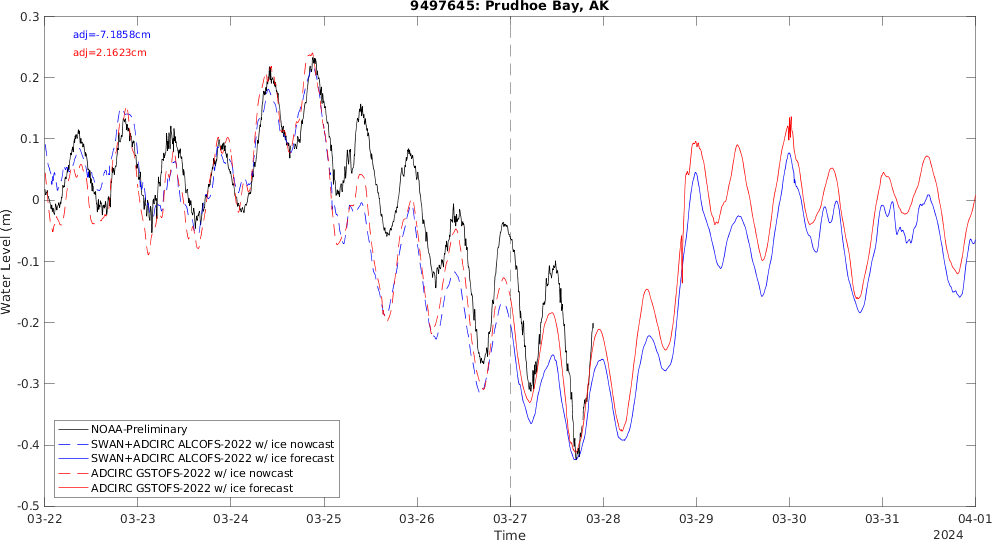 9497645: Prudhoe Bay, AK
adj=-7.1858cm
adj=2.1623cm
0.3
0.2
0.1
0
-0.1
-0.2
-0.3
-0.4
-0.5
Water Level (m)
NOAA-Preliminary
SWAN+ADCIRC ALCOFS-2022 w/ ice nowcast
SWAN+ADCIRC ALCOFS-2022 w/ ice forecast
ADCIRC GSTOFS-2022 w/ ice nowcast
ADCIRC GSTOFS-2022 w/ ice forecast
03-22 03-23 03-24 03-25 03-26 03-27 03-28 03-29 03-30 03-31 04-01
Time
2024